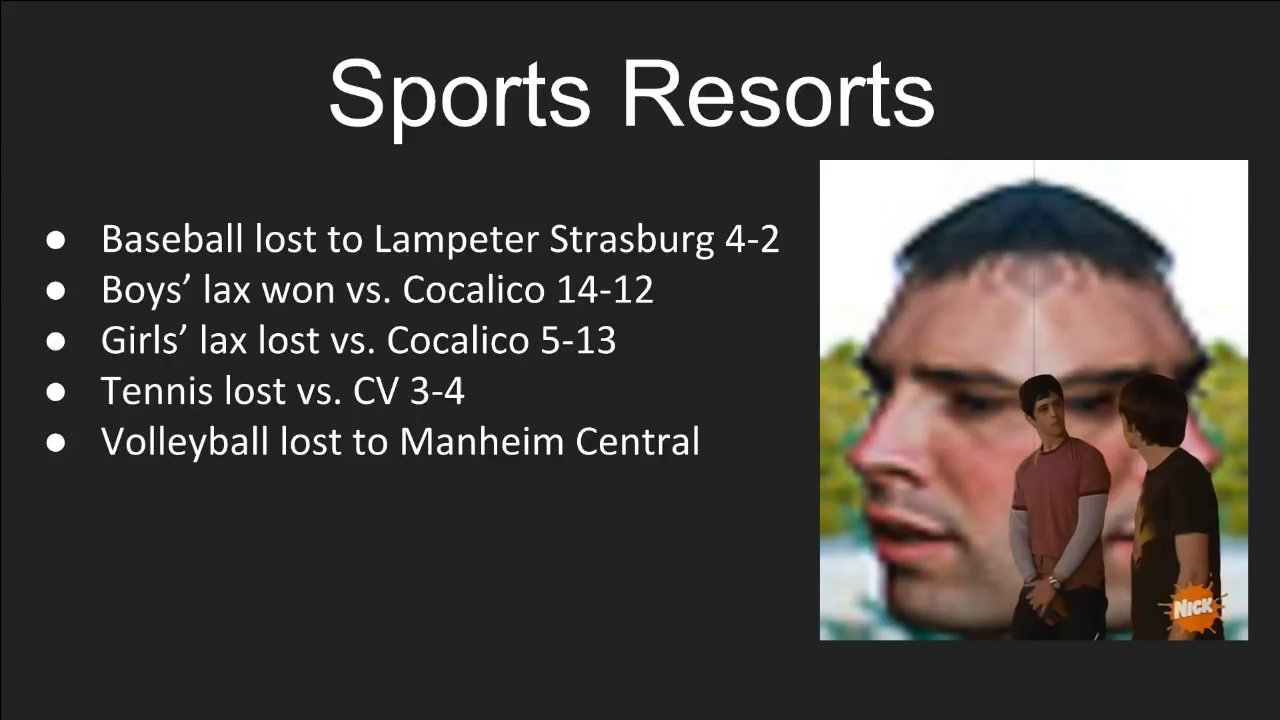 Sports Resorts
● Baseball lost to Lampeter Strasburg 4-2
● Boys’ lax won vs. Cocalico 14-12
● Girls’ lax lost vs. Cocalico 5-13
● Tennis lost vs. CV 3-4
● Volleyball lost to Manheim Central
NICK